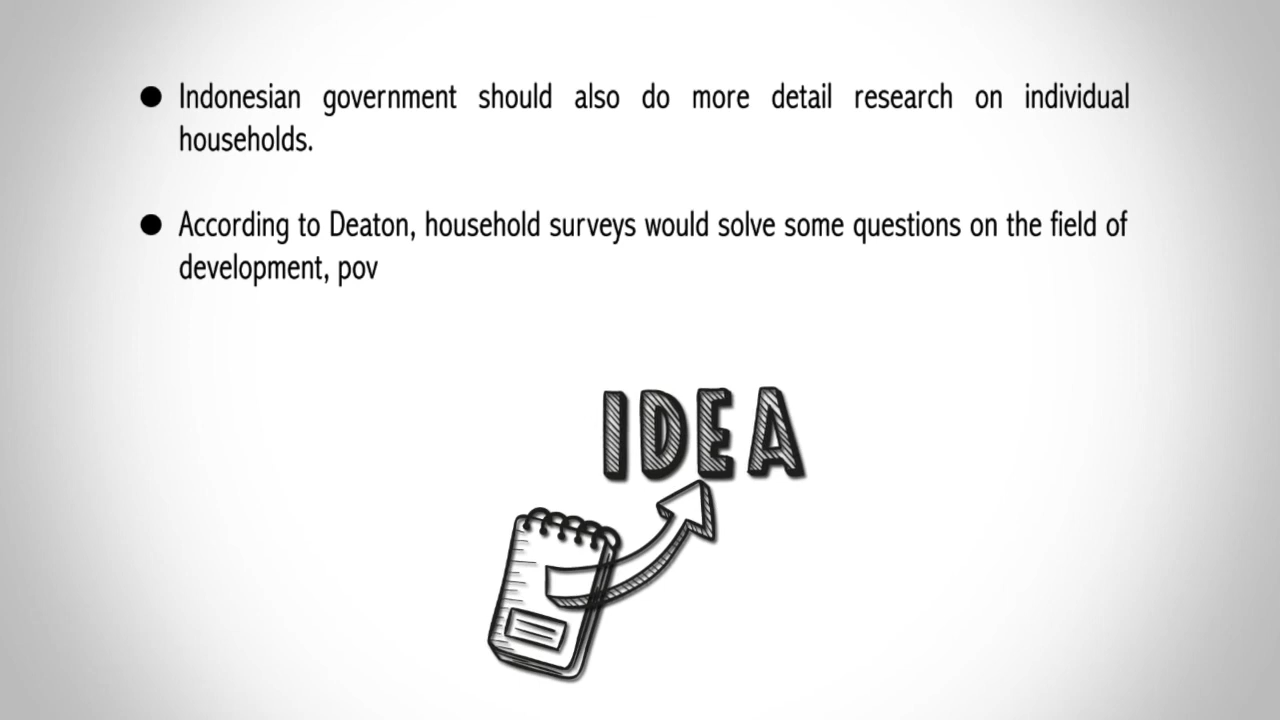 ● Indonesian government should also do more detail research on individual
households.
● According to Deaton, household surveys would solve some questions on the field of
development, pov
IDEA